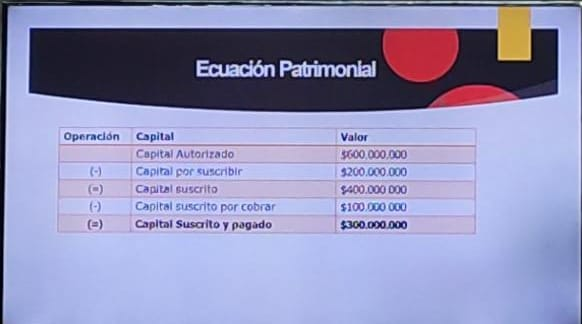 Ecuación Patrimonial
Operación Capital Valor
Capital Autorizado $600.000.000
(-) Capital por suscribir $200.000.000
(=) Capital suscrito $400.000.000
(-) Capital suscrito por cobrar $100.000.000
(=) Capital Suscrito y pagado $300.000.000